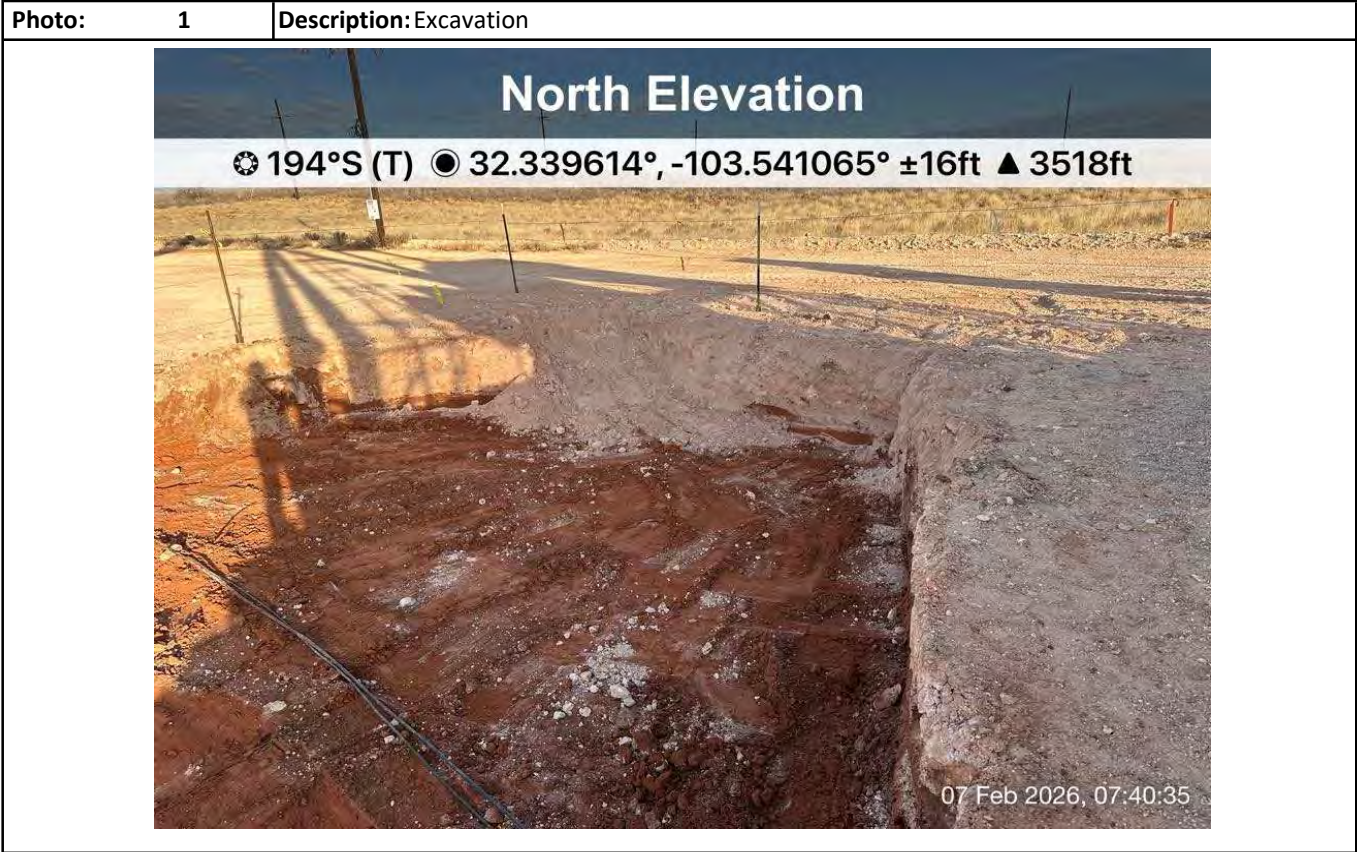 Photo: 1 Description: Excavation
North Elevation
194°S (T) 32.339614°, -103.541065° ±16ft ▲ 3518ft
07 Feb 2026, 07:40:35